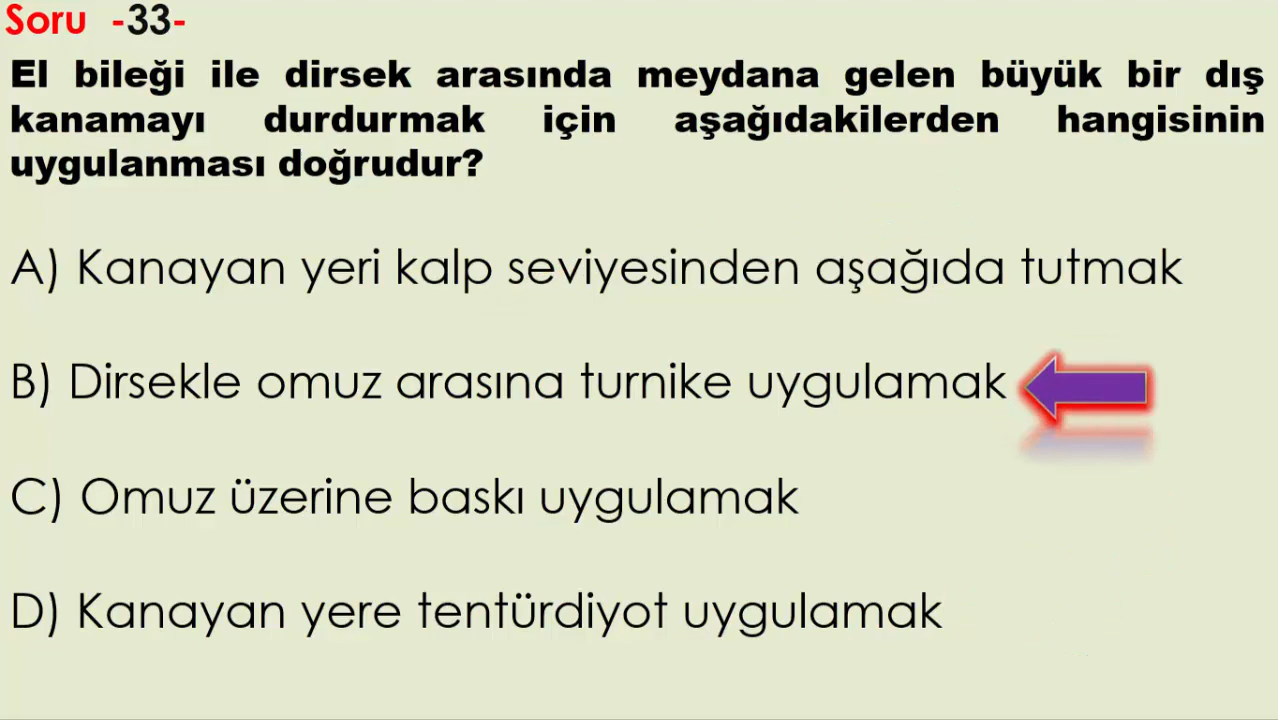 Soru -33-
El bileği ile dirsek arasında meydana gelen büyük bir dış
kanamayı durdurmak için aşağıdakilerden hangisinin
uygulanması doğrudur?
A) Kanayan yeri kalp seviyesinden aşağıda tutmak
B) Dirsekle omuz arasına turnike uygulamak
C) Omuz üzerine baskı uygulamak
D) Kanayan yere tentürdiyot uygulamak